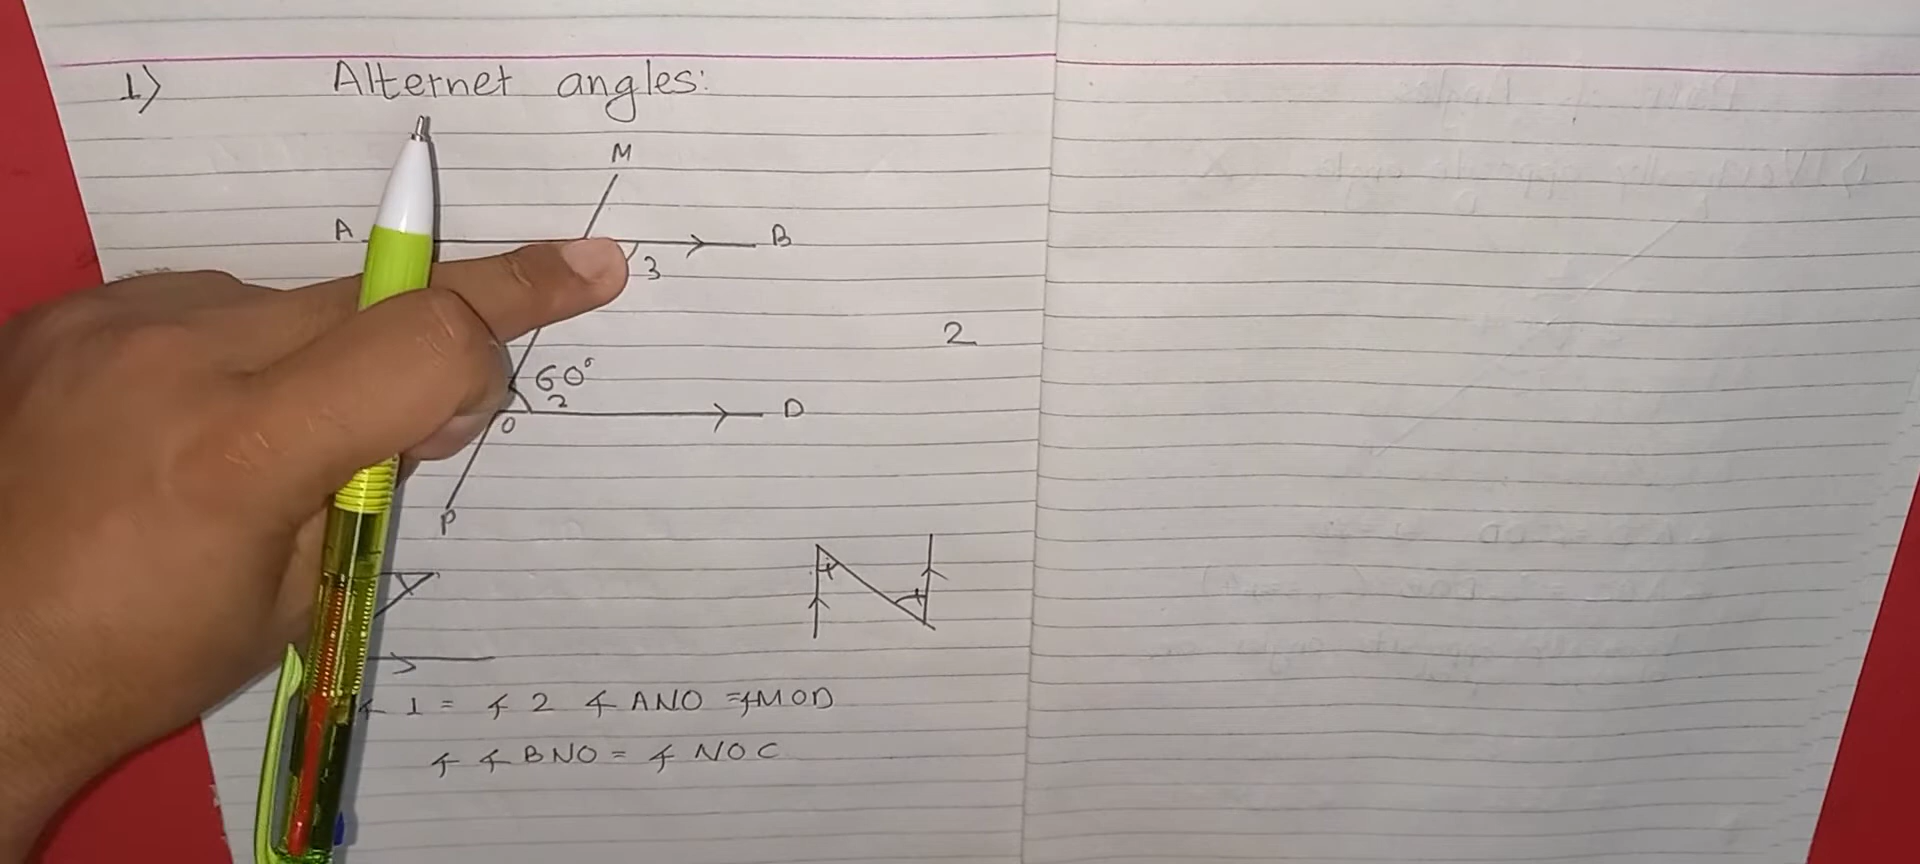 1) Alternet angles:
M
A B
3
2
60°
2
D
O
P
∡ 1 = ∡ 2 ∡ ANO = ∡MOD
∡ ∡ BNO = ∡ NOC